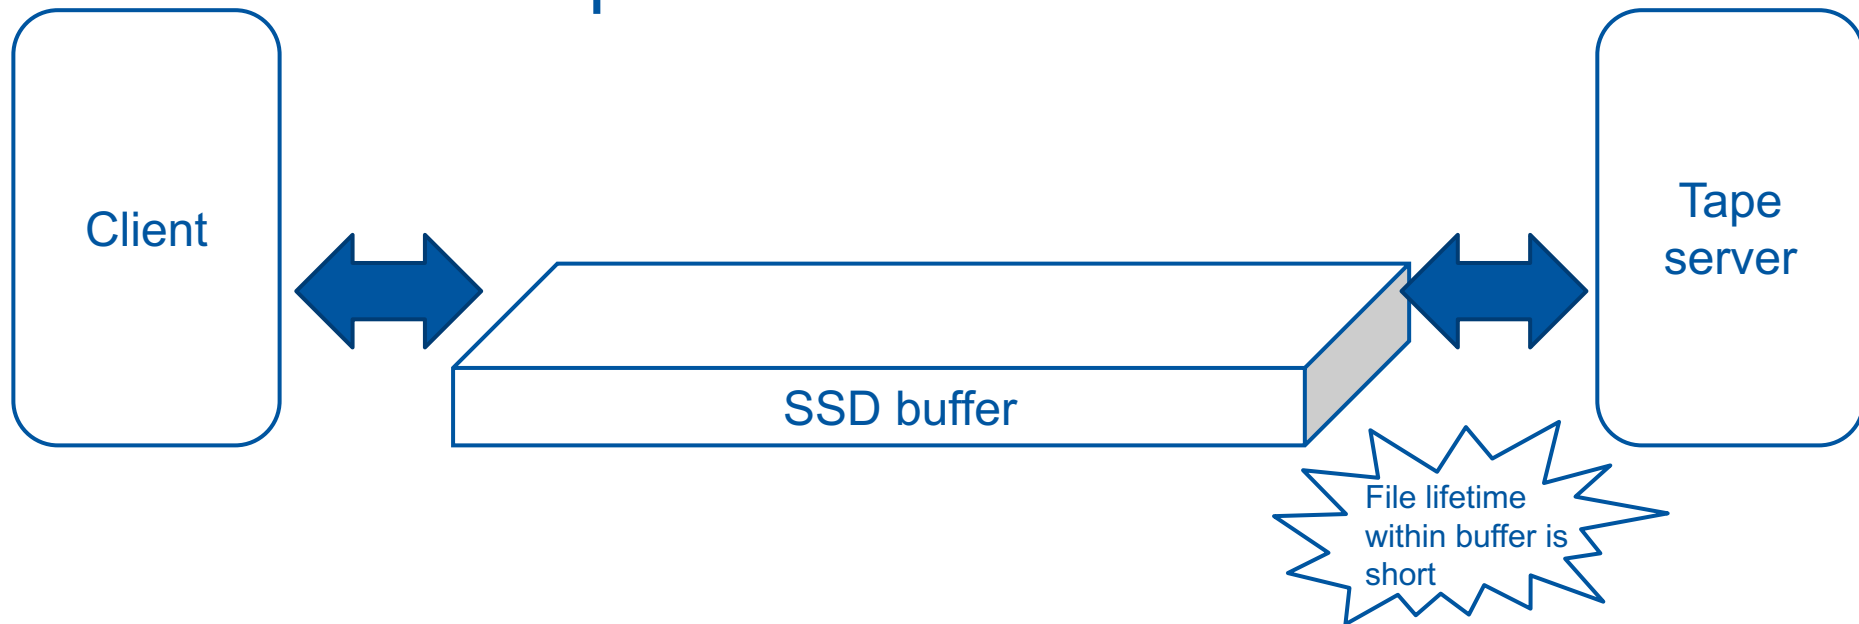 Client
Tape
server
SSD buffer
File lifetime
within buffer is
short